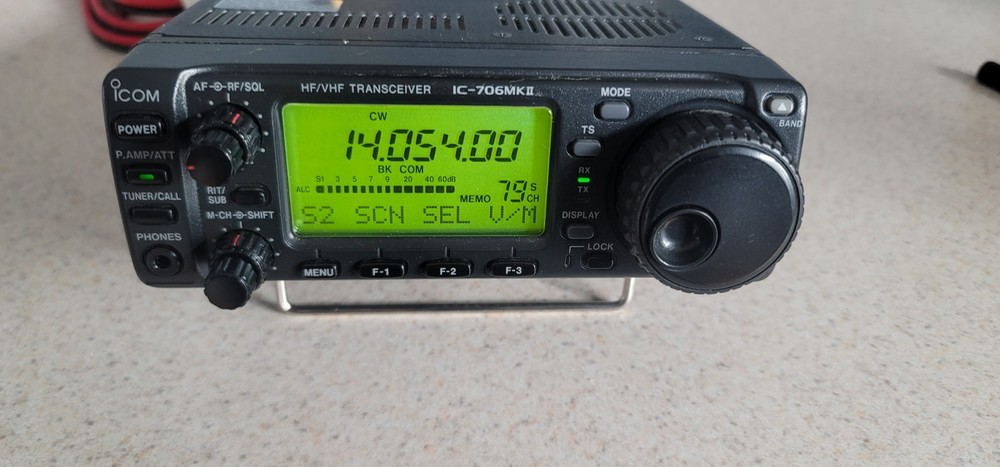 ICOM
POWER
P.AMP/ATT
TUNER/CALL
PHONES
AF RF/SQL
RIT/
SUB
M-CH SHIFT
HF/VHF TRANSCEIVER IC-706MKII
CW
14.054.00
BK COM
S1 3 5 7 9 20 40 60dB
ALC
MEMO 79 S
CH
S2 SCN SEL V/M
MENU F-1 F-2 F-3
MODE
TS
RX
TX
DISPLAY
LOCK
BAND